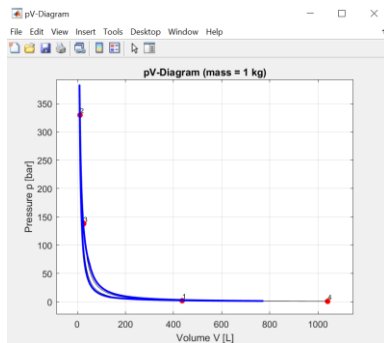 pV-Diagram
File Edit View Insert Tools Desktop Window Help
pV-Diagram (mass = 1 kg)
Pressure p [bar]
350
300
250
200
150
100
50
0
2
3
1
4
0 200 400 600 800 1000
Volume V [L]